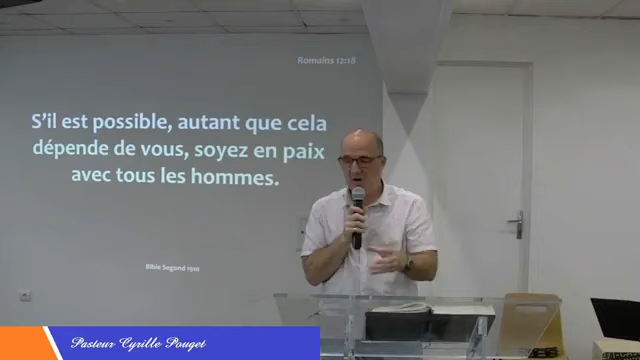 Romains 12:18
S'il est possible, autant que cela
dépende de vous, soyez en paix
avec tous les hommes.
Bible Segond 1910
Pasteur Cyrille Pouget